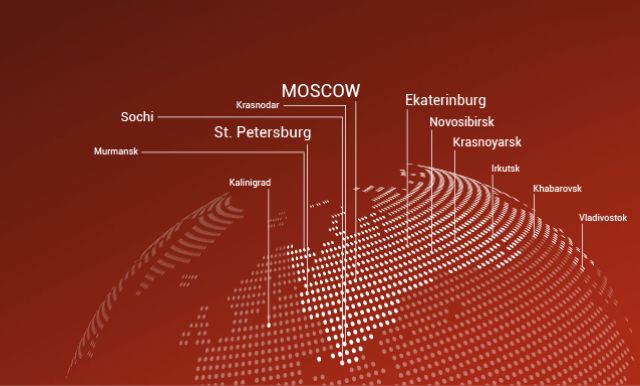 MOSCOW
Krasnodar
Ekaterinburg
Sochi
Novosibirsk
St. Petersburg
Krasnoyarsk
Murmansk
Irkutsk
Kalinigrad
Khabarovsk
Vladivostok